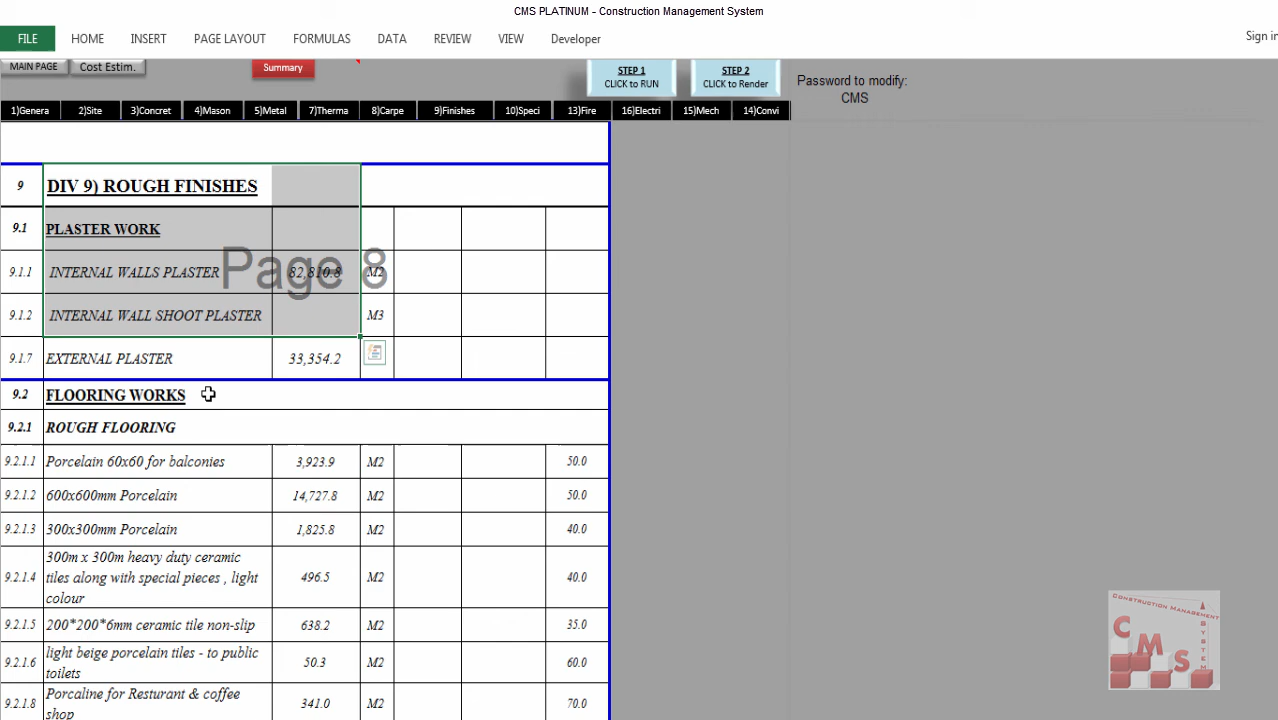 CMS PLATINUM - Construction Management System
FILE HOME INSERT PAGE LAYOUT FORMULAS DATA REVIEW VIEW Developer Sign in
MAIN PAGE Cost Estim. Summary
STEP 1
CLICK to RUN
STEP 2
CLICK to Render
Password to modify:
CMS
1)Genera 2)Site 3)Concret 4)Mason 5)Metal 7)Therma 8)Carpe 9)Finishes 10)Speci 13)Fire 16)Electri 15)Mech 14)Convi
9 DIV 9) ROUGH FINISHES
9.1 PLASTER WORK
Page 8
9.1.1 INTERNAL WALLS PLASTER 82,810.8 M2
9.1.2 INTERNAL WALL SHOOT PLASTER M3
9.1.7 EXTERNAL PLASTER 33,354.2
9.2 FLOORING WORKS
9.2.1 ROUGH FLOORING
9.2.1.1 Porcelain 60x60 for balconies 3,923.9 M2 50.0
9.2.1.2 600x600mm Porcelain 14,727.8 M2 50.0
9.2.1.3 300x300mm Porcelain 1,825.8 M2 40.0
300m x 300m heavy duty ceramic
9.2.1.4 tiles along with special pieces , light 496.5 M2 40.0
colour
9.2.1.5 200*200*6mm ceramic tile non-slip 638.2 M2 35.0
9.2.1.6 light beige porcelain tiles - to public 50.3 M2 60.0
toilets
9.2.1.8 Porcaline for Resturant & coffee 341.0 M2 70.0
shop
CONSTRUCTION MANAGEMENT
SYSTEM
CMS